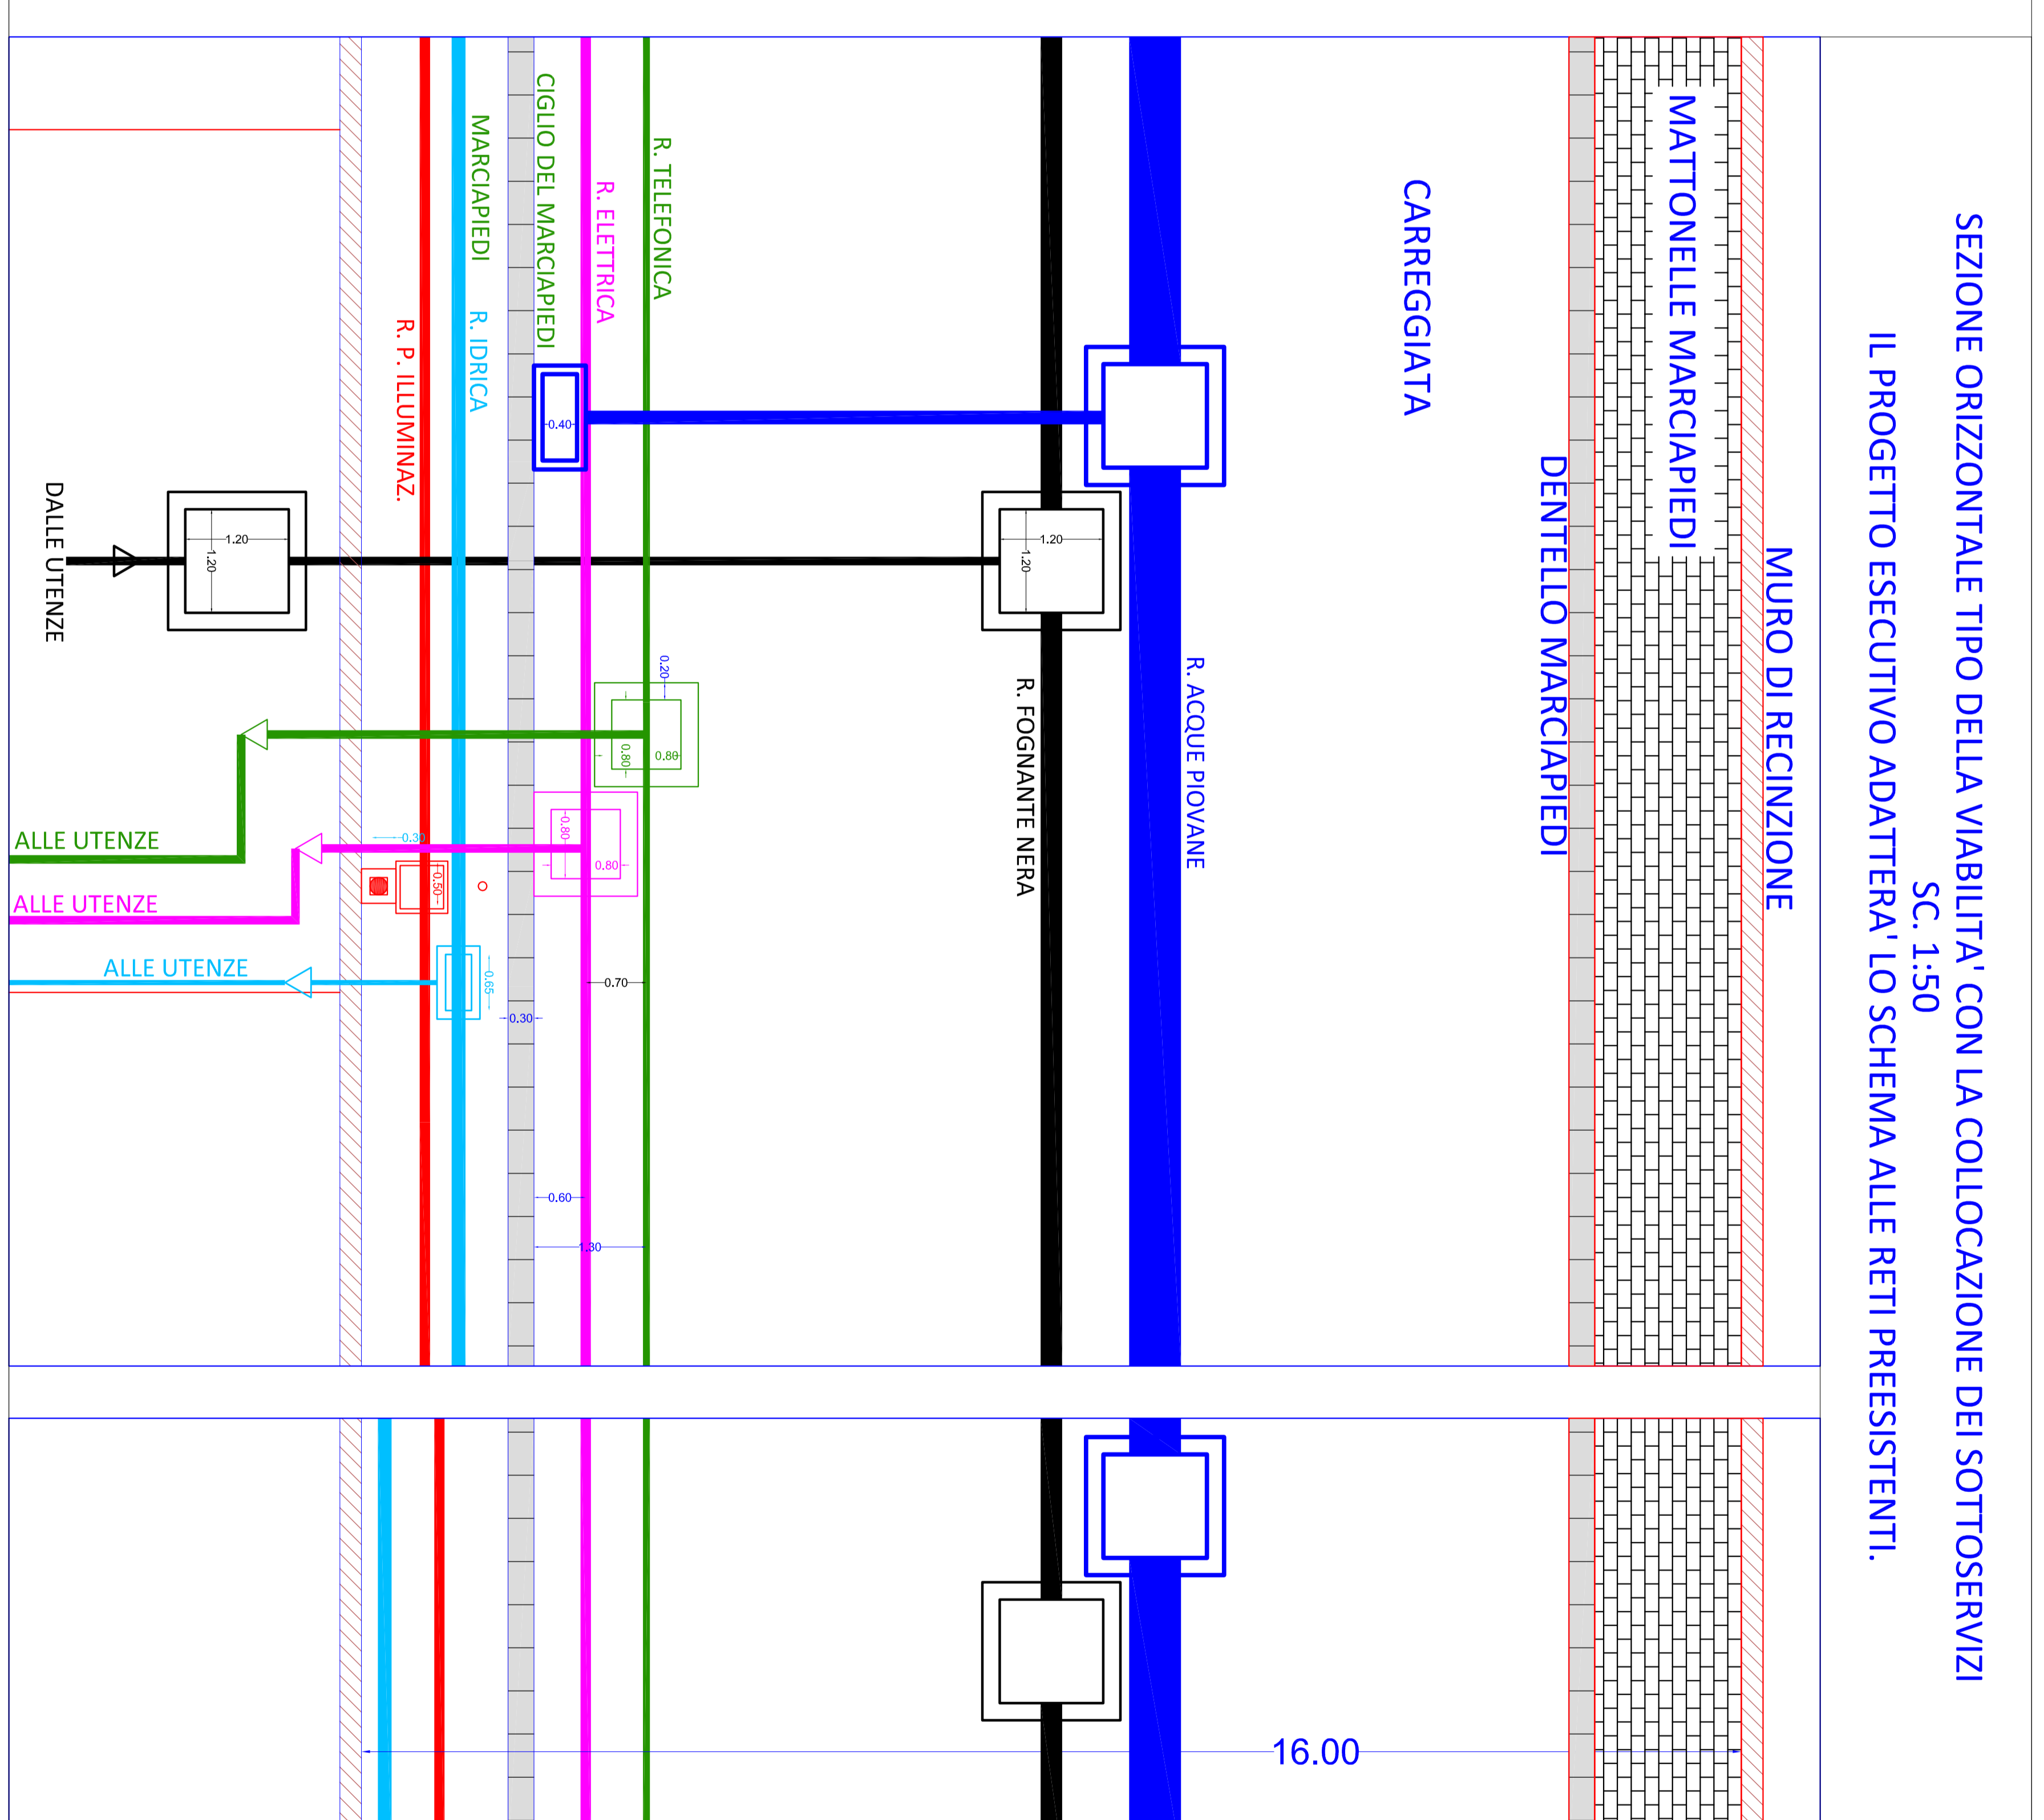 SEZIONE ORIZZONTALE TIPO DELLA VIABILITA' CON LA COLLOCAZIONE DEI SOTTOSERVIZI
SC. 1:50
IL PROGETTO ESECUTIVO ADATTERA' LO SCHEMA ALLE RETI PREESISTENTI.
MURO DI RECINZIONE
MATTONELLE MARCIAPIEDI
DENTELLO MARCIAPIEDI
CARREGGIATA
R. ACQUE PIOVANE
R. FOGNANTE NERA
R. TELEFONICA
R. ELETTRICA
CIGLIO DEL MARCIAPIEDI
MARCIAPIEDI
R. IDRICA
R. P. ILLUMINAZ.
DALLE UTENZE
0.40
1.20
1.20
1.20
1.20
0.20
0.80
0.80
0.80
0.80
0.30
0.50
0.65
0.70
0.30
0.60
1.30
ALLE UTENZE
ALLE UTENZE
ALLE UTENZE
16.00